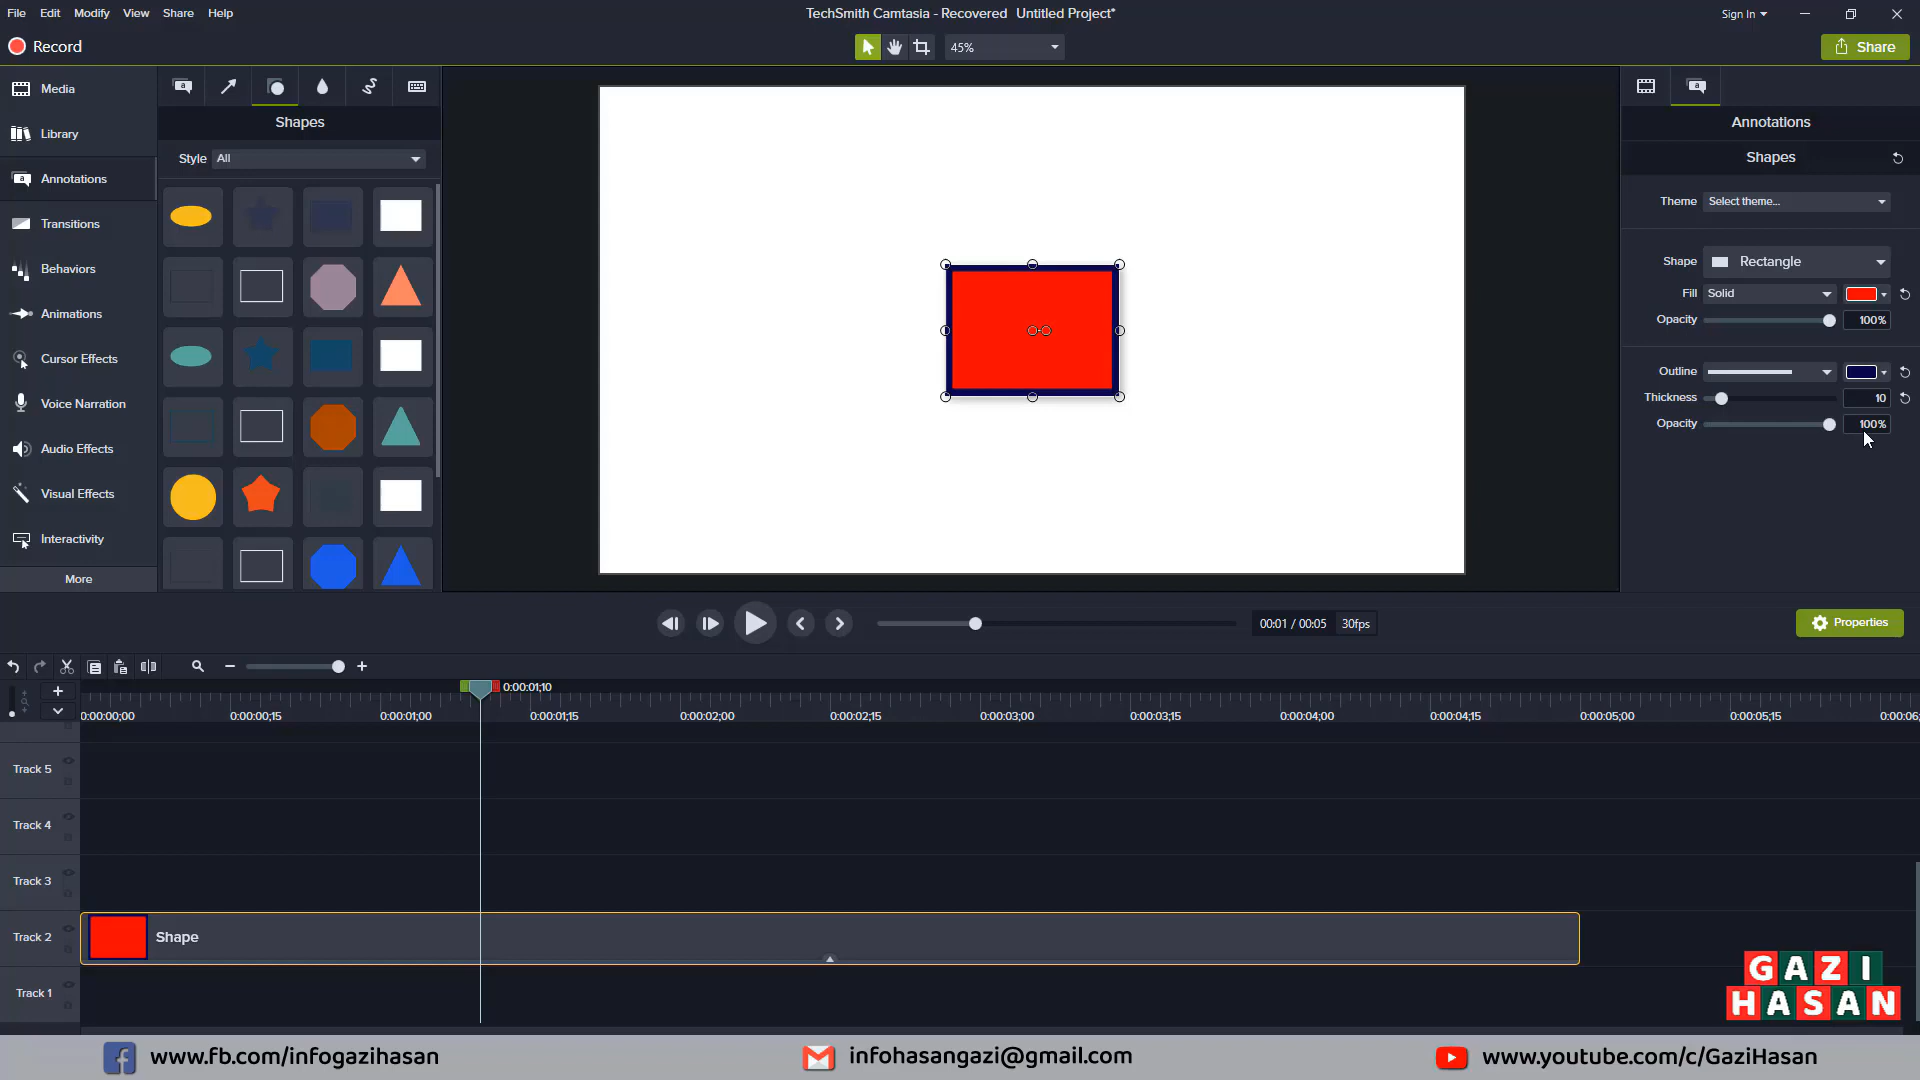 File Edit Modify View Share Help
TechSmith Camtasia - Recovered Untitled Project*
Sign In
Record
45%
Share
Media
Library
Annotations
Transitions
Behaviors
Animations
Cursor Effects
Voice Narration
Audio Effects
Visual Effects
Interactivity
More
Shapes
Style All
Annotations
Shapes
Theme Select theme...
Shape Rectangle
Fill Solid
Opacity 100%
Outline
Thickness 10
Opacity 100%
00:01 / 00:05 30fps
Properties
0:00:01;10
0:00:00;00 0:00:00;15 0:00:01;00 0:00:01;15 0:00:02;00 0:00:02;15 0:00:03;00 0:00:03;15 0:00:04;00 0:00:04;15 0:00:05;00 0:00:05;15 0:00:06;
Track 5
Track 4
Track 3
Track 2 Shape
Track 1
GAZI
HASAN
www.fb.com/infogazihasan infohasangazi@gmail.com www.youtube.com/c/GaziHasan